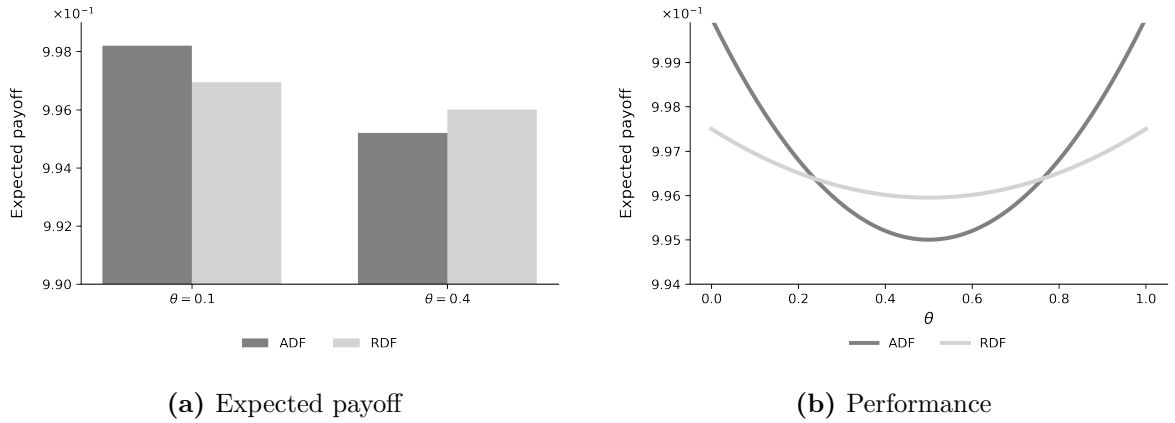 ×10⁻¹
9.98
9.96
9.94
9.92
9.90
Expected payoff
θ = 0.1
θ = 0.4
ADF
RDF
(a) Expected payoff
×10⁻¹
9.99
9.98
9.97
9.96
9.95
9.94
Expected payoff
0.0
0.2
0.4
0.6
0.8
1.0
θ
ADF
RDF
(b) Performance